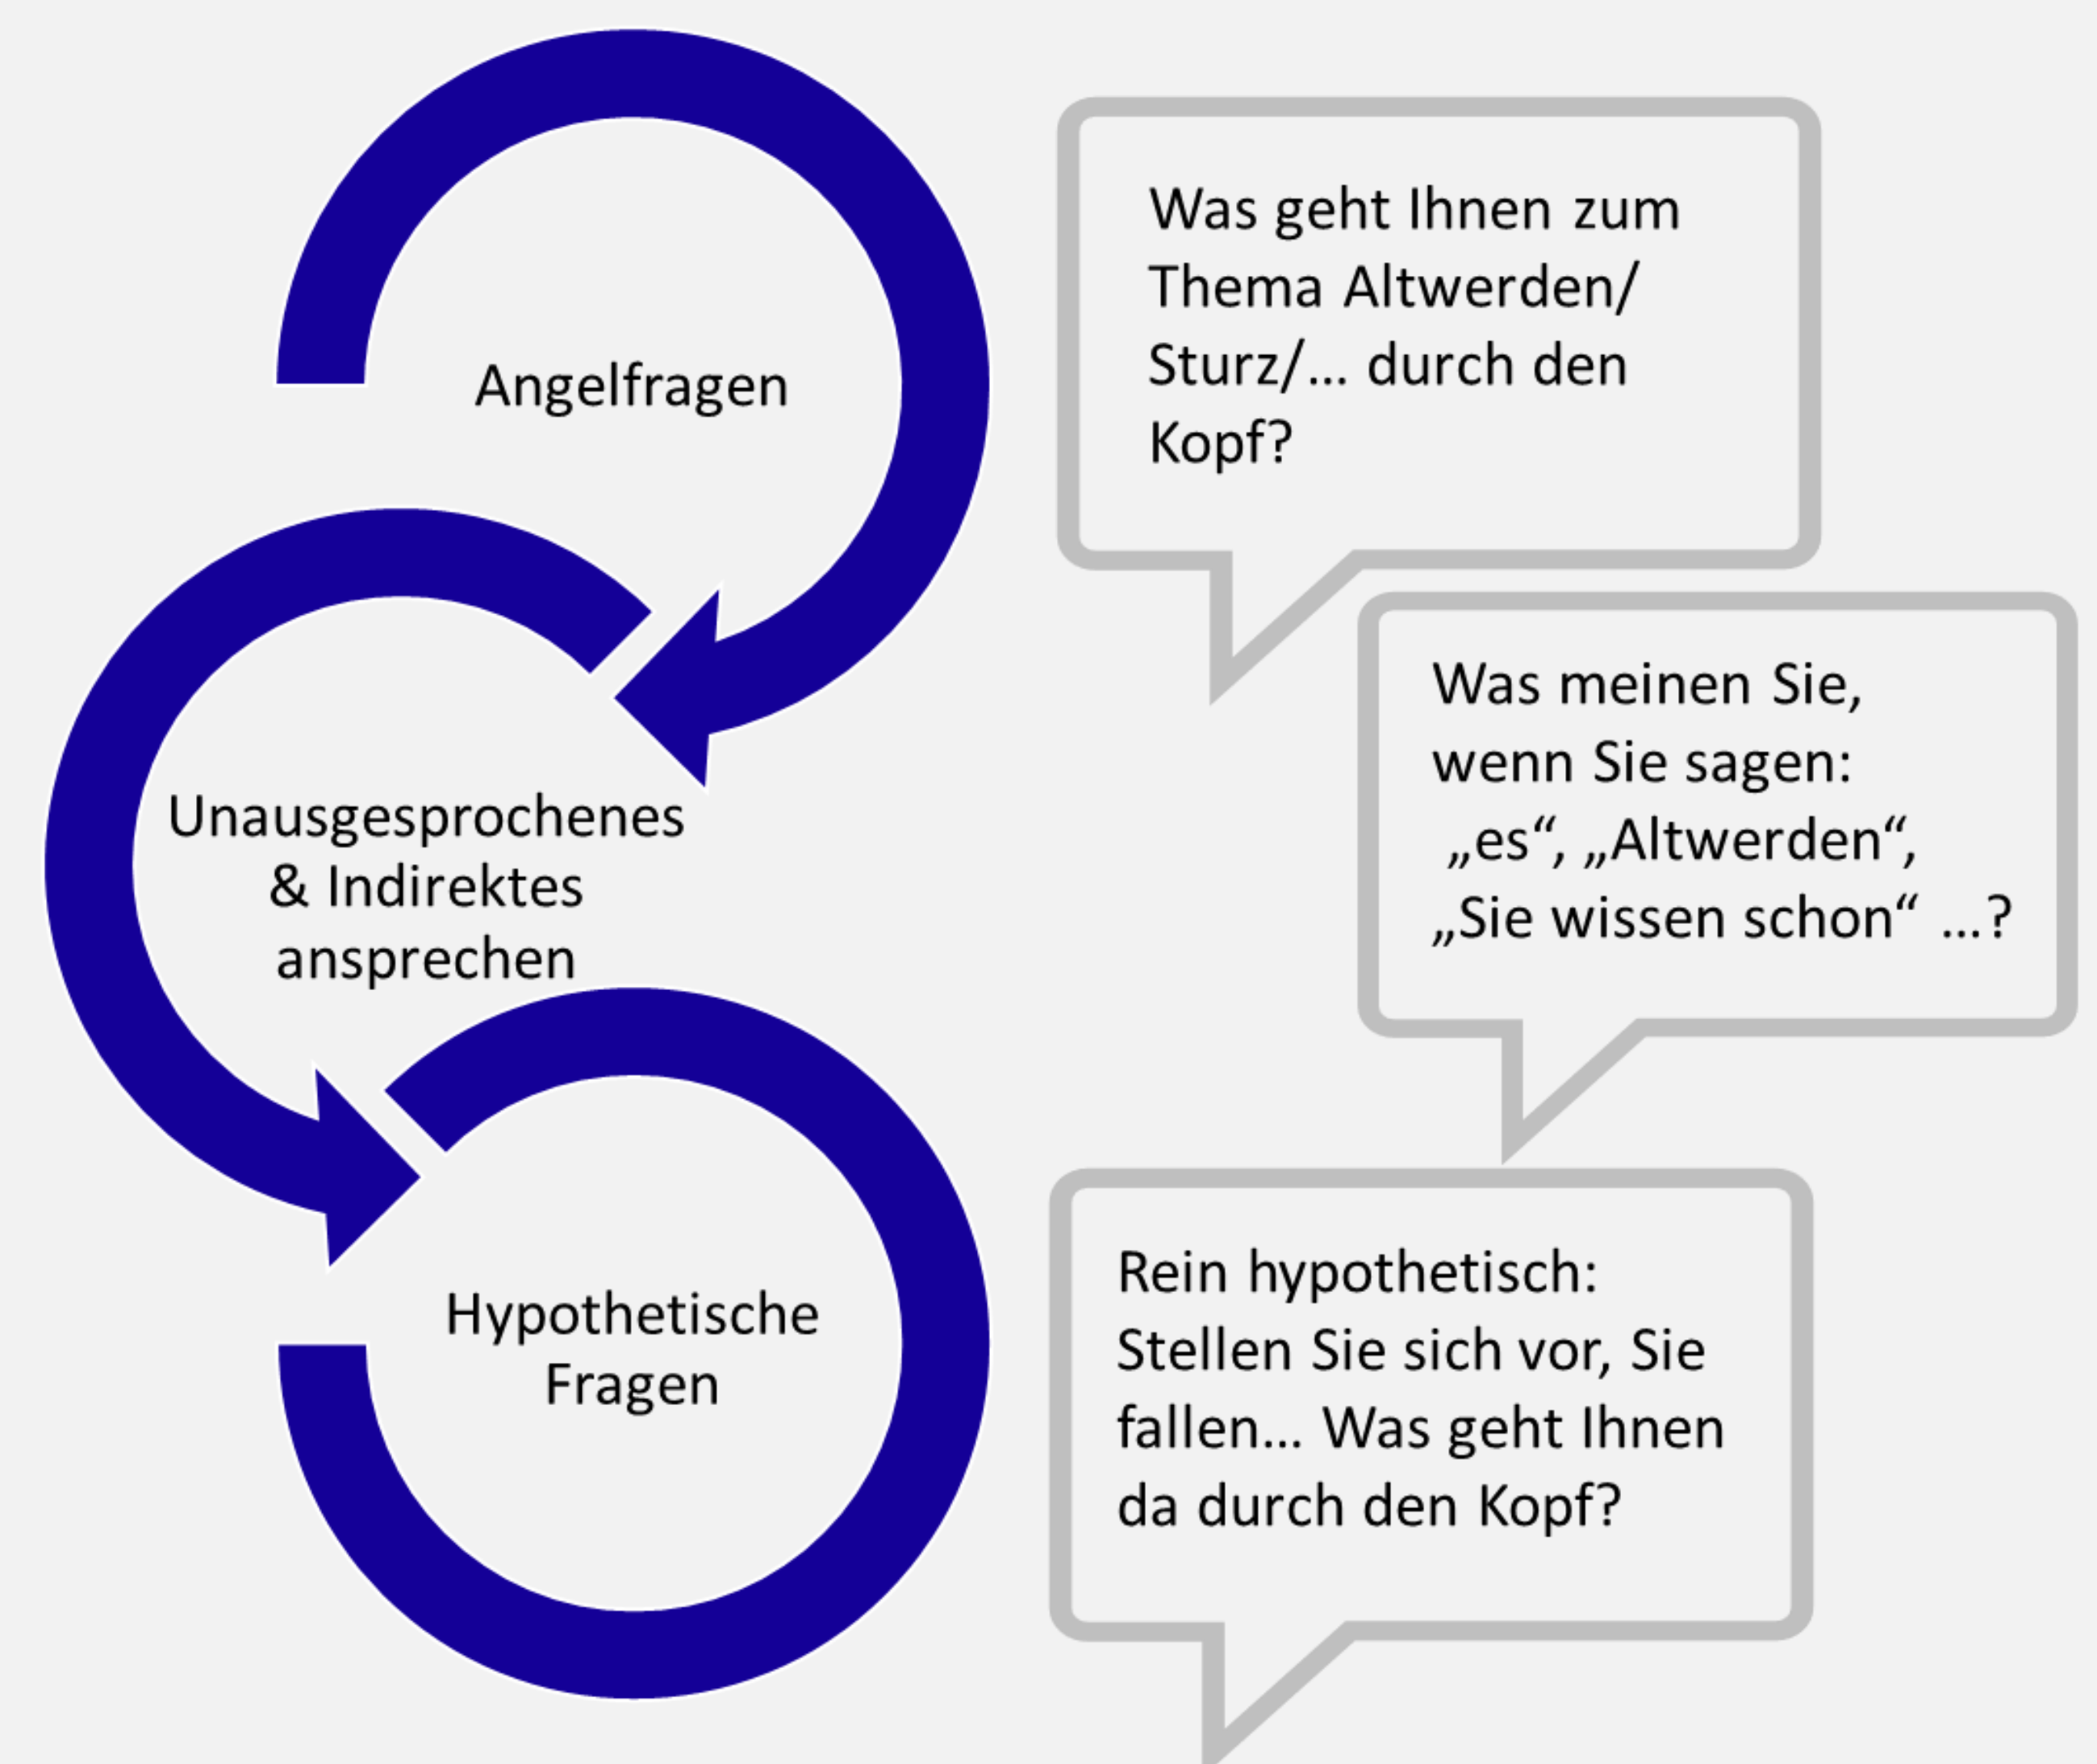 Angelfragen
Was geht Ihnen zum
Thema Altwerden/
Sturz/... durch den
Kopf?
Unausgesprochenes
& Indirektes
ansprechen
Was meinen Sie,
wenn Sie sagen:
„es“, „Altwerden“,
„Sie wissen schon“ ...?
Hypothetische
Fragen
Rein hypothetisch:
Stellen Sie sich vor, Sie
fallen... Was geht Ihnen
da durch den Kopf?